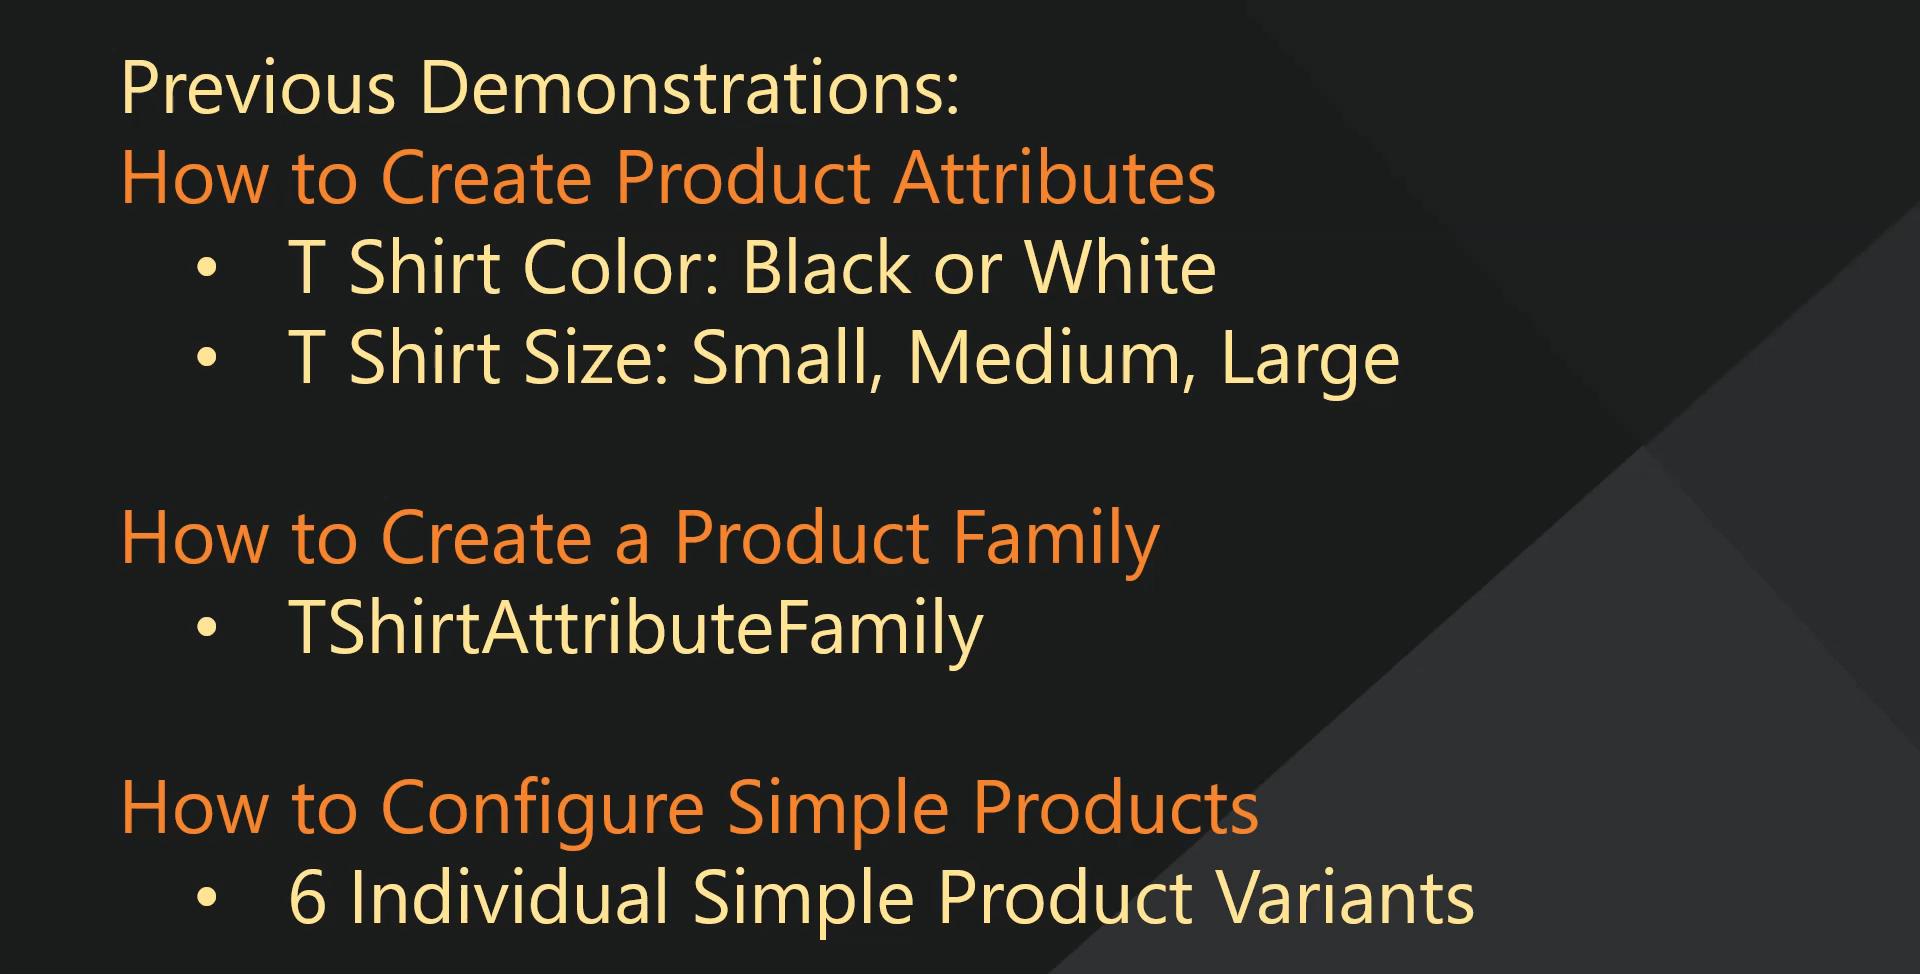 Previous Demonstrations:
How to Create Product Attributes
• T Shirt Color: Black or White
• T Shirt Size: Small, Medium, Large
How to Create a Product Family
• TShirtAttributeFamily
How to Configure Simple Products
• 6 Individual Simple Product Variants